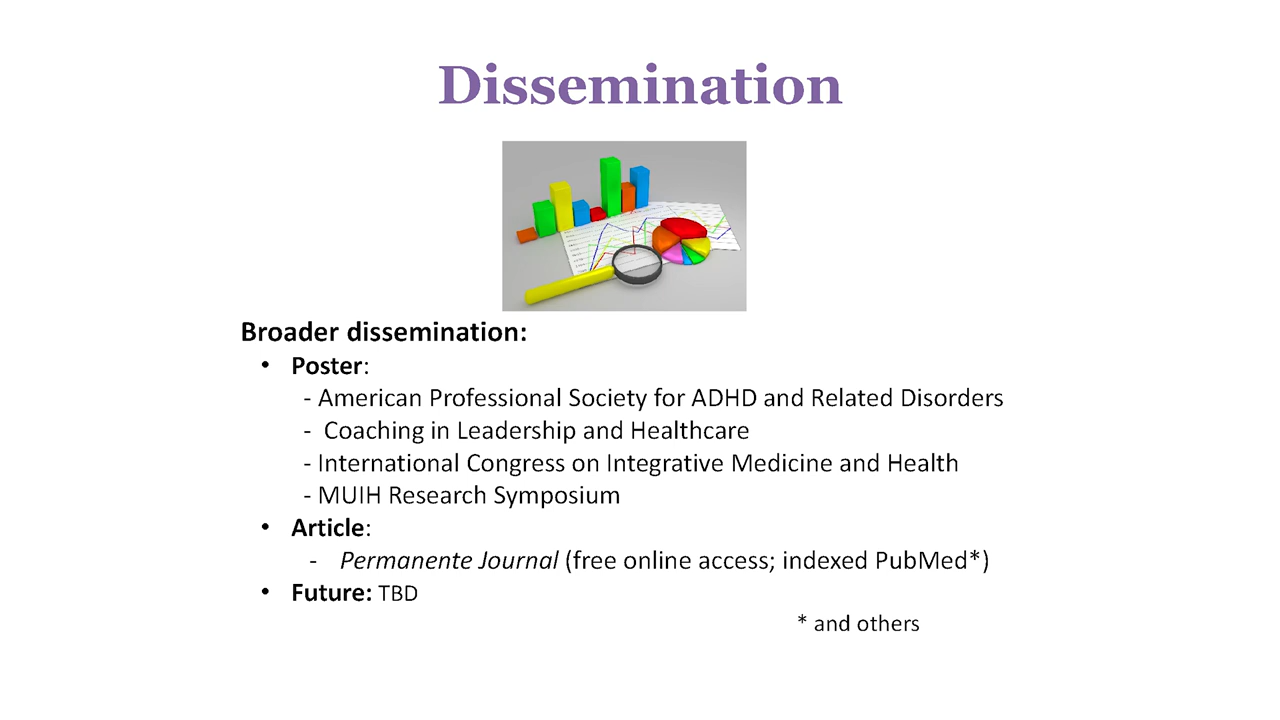 Dissemination
Broader dissemination:
• Poster:
- American Professional Society for ADHD and Related Disorders
- Coaching in Leadership and Healthcare
- International Congress on Integrative Medicine and Health
- MUIH Research Symposium
• Article:
- Permanente Journal (free online access; indexed PubMed*)
• Future: TBD
* and others